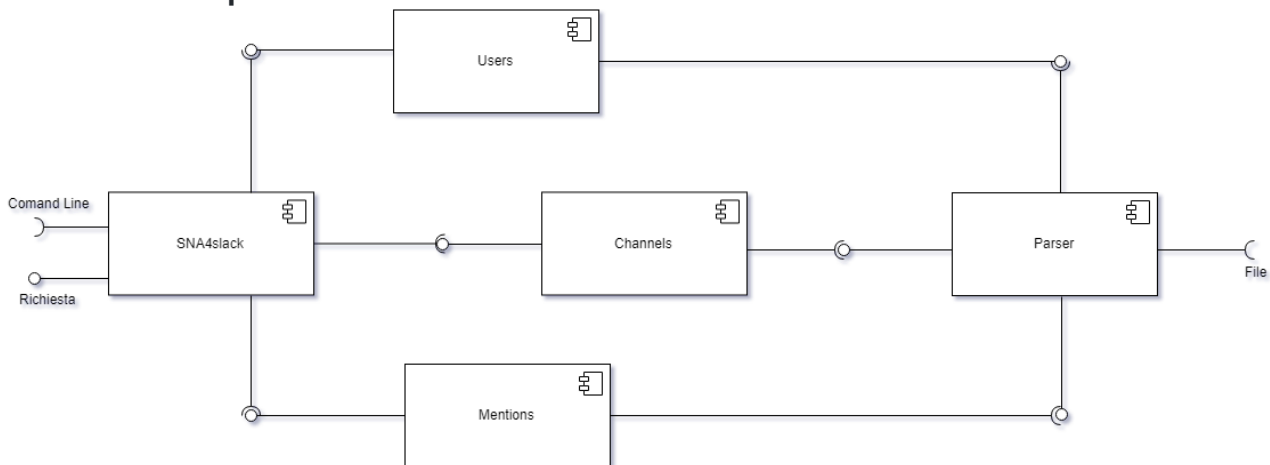 Users
Comand Line
SNA4slack
Channels
Parser
Richiesta
File
Mentions